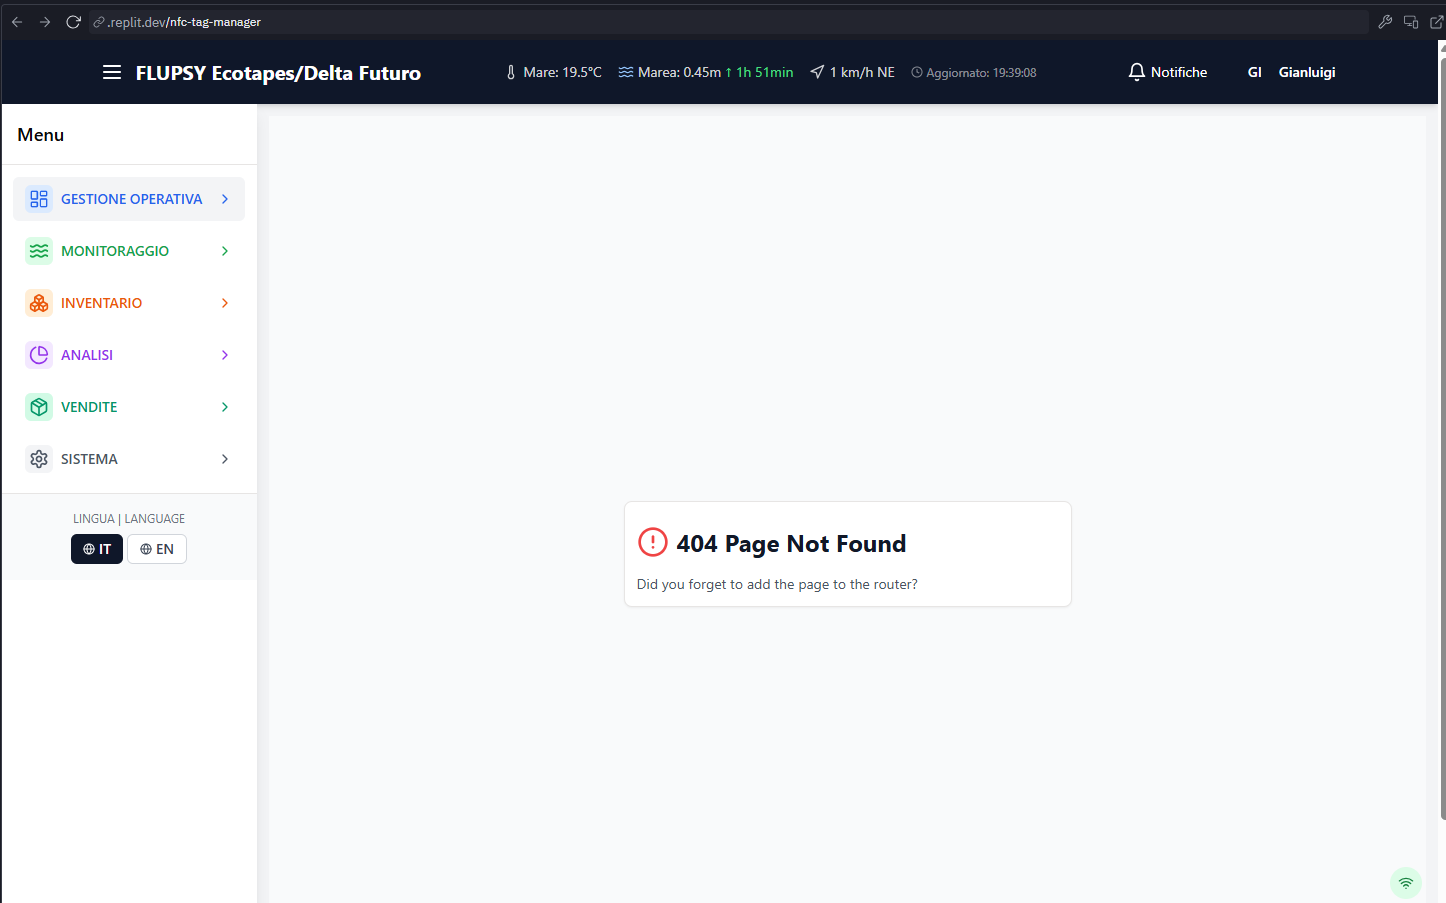 .replit.dev/nfc-tag-manager
FLUPSY Ecotapes/Delta Futuro
Mare: 19.5°C
Marea: 0.45m ↑ 1h 51min
1 km/h NE
Aggiornato: 19:39:08
Notifiche
GI
Gianluigi
Menu
GESTIONE OPERATIVA
MONITORAGGIO
INVENTARIO
ANALISI
VENDITE
SISTEMA
LINGUA | LANGUAGE
IT
EN
404 Page Not Found
Did you forget to add the page to the router?